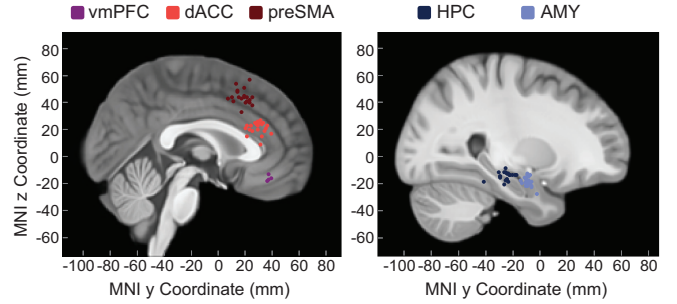 vmPFC dACC preSMA HPC AMY
80 80
60 60
40 40
20 20
0 0
-20 -20
-40 -40
-60 -60
MNI z Coordinate (mm)
-100 -80 -60 -40 -20 0 20 40 60 80 -100 -80 -60 -40 -20 0 20 40 60 80
MNI y Coordinate (mm) MNI y Coordinate (mm)